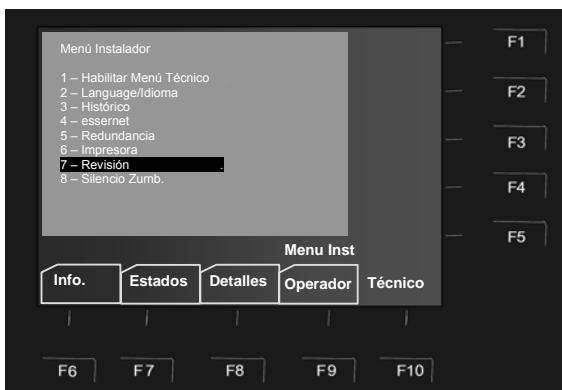 Menú Instalador
1 – Habilitar Menú Técnico
2 – Language/Idioma
3 – Histórico
4 – essernet
5 – Redundancia
6 – Impresora
7 – Revisión .
8 – Silencio Zumb.
Menu Inst
Info. Estados Detalles Operador Técnico
F1
F2
F3
F4
F5
F6 F7 F8 F9 F10